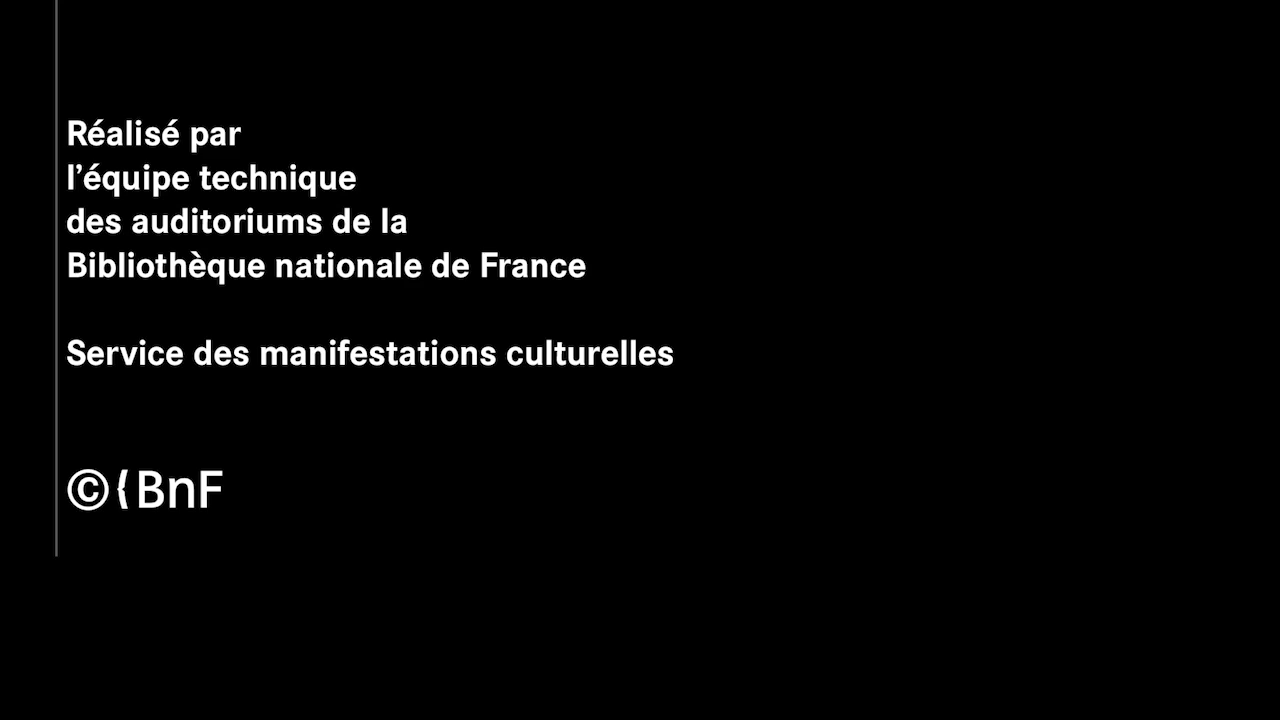 Réalisé par
l’équipe technique
des auditoriums de la
Bibliothèque nationale de France
Service des manifestations culturelles
© { BnF